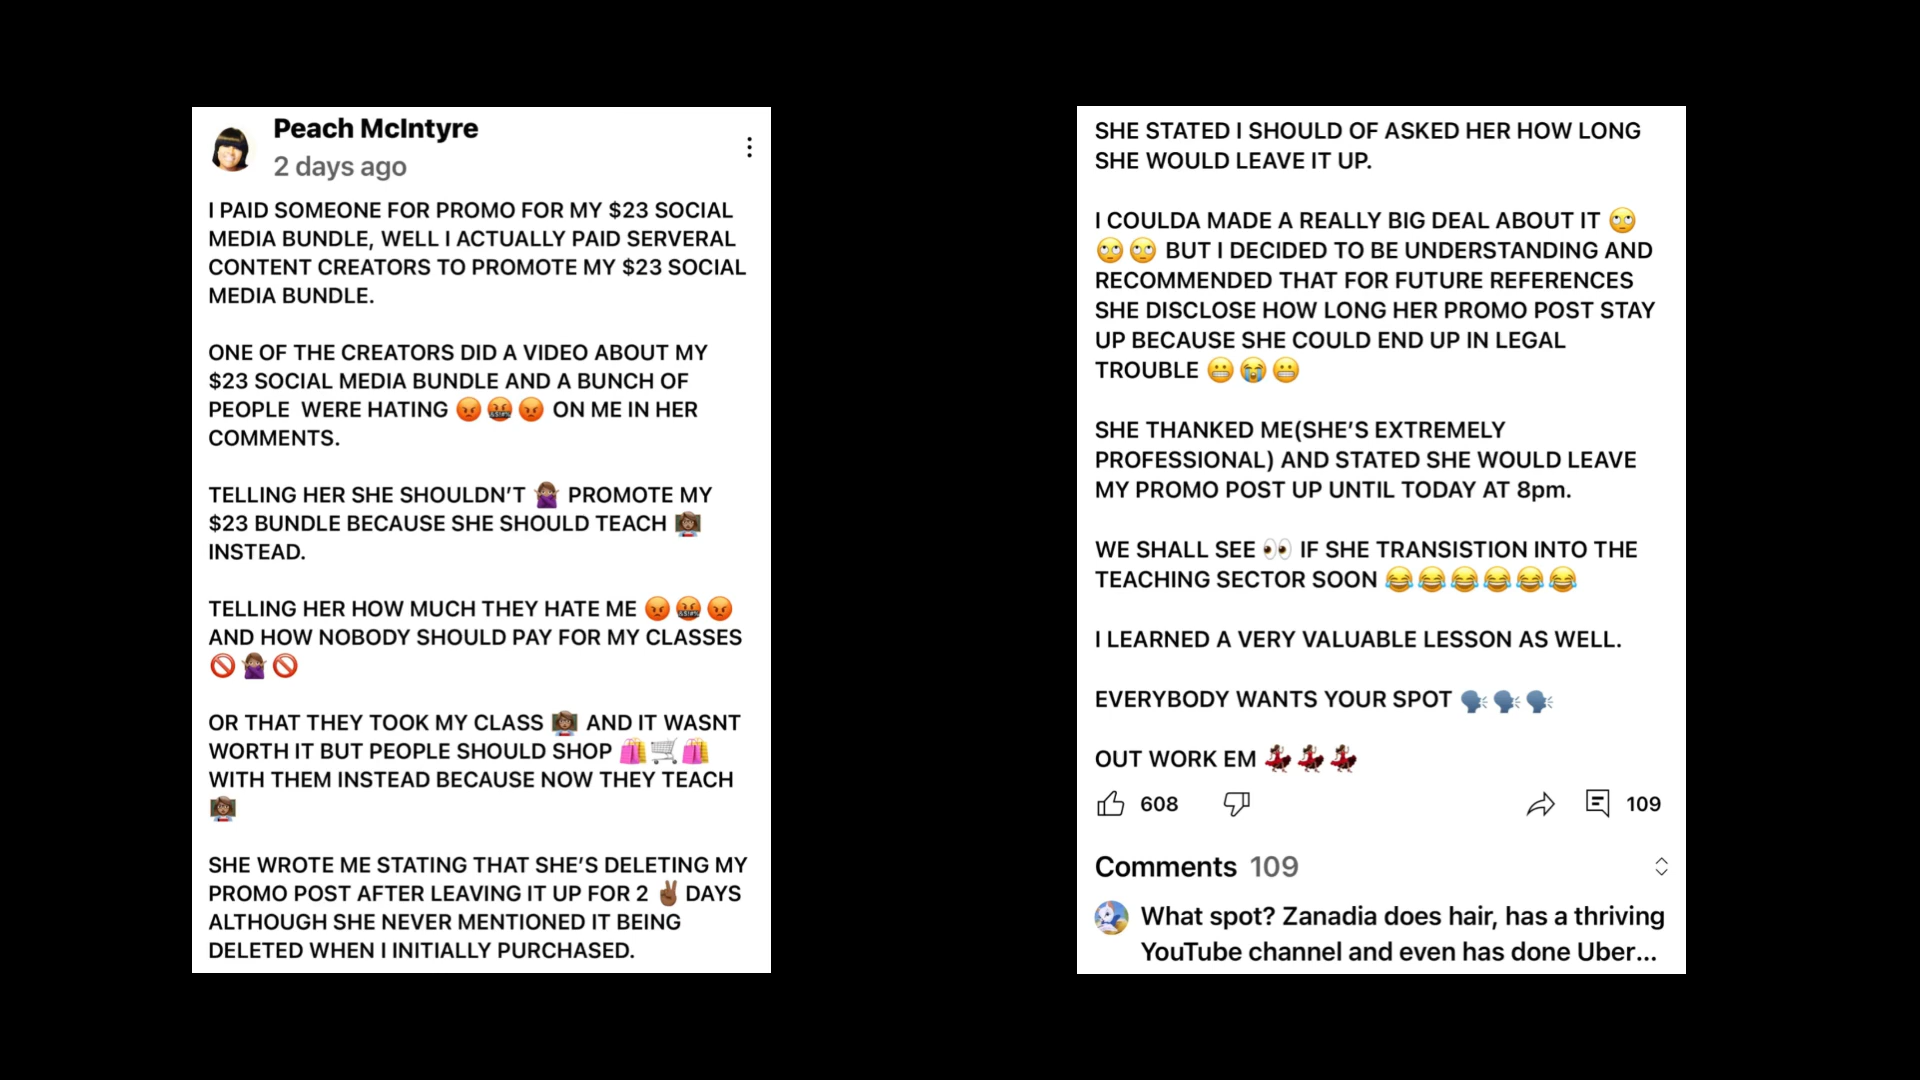 Peach McIntyre
2 days ago
I PAID SOMEONE FOR PROMO FOR MY $23 SOCIAL
MEDIA BUNDLE, WELL I ACTUALLY PAID SERVERAL
CONTENT CREATORS TO PROMOTE MY $23 SOCIAL
MEDIA BUNDLE.
ONE OF THE CREATORS DID A VIDEO ABOUT MY
$23 SOCIAL MEDIA BUNDLE AND A BUNCH OF
PEOPLE WERE HATING 😡🤬😡 ON ME IN HER
COMMENTS.
TELLING HER SHE SHOULDN'T 🤷🏽‍♀️ PROMOTE MY
$23 BUNDLE BECAUSE SHE SHOULD TEACH 👩🏽‍🏫
INSTEAD.
TELLING HER HOW MUCH THEY HATE ME 😡🤬😡
AND HOW NOBODY SHOULD PAY FOR MY CLASSES
🚫🤷🏽‍♀️🚫
OR THAT THEY TOOK MY CLASS 👩🏽‍🏫 AND IT WASNT
WORTH IT BUT PEOPLE SHOULD SHOP 🛍️🛒🛍️
WITH THEM INSTEAD BECAUSE NOW THEY TEACH
👩🏽‍🏫
SHE WROTE ME STATING THAT SHE'S DELETING MY
PROMO POST AFTER LEAVING IT UP FOR 2 ✌🏾 DAYS
ALTHOUGH SHE NEVER MENTIONED IT BEING
DELETED WHEN I INITIALLY PURCHASED.
SHE STATED I SHOULD OF ASKED HER HOW LONG
SHE WOULD LEAVE IT UP.
I COULDA MADE A REALLY BIG DEAL ABOUT IT 🙄
🙄🙄 BUT I DECIDED TO BE UNDERSTANDING AND
RECOMMENDED THAT FOR FUTURE REFERENCES
SHE DISCLOSE HOW LONG HER PROMO POST STAY
UP BECAUSE SHE COULD END UP IN LEGAL
TROUBLE 😬😭😬
SHE THANKED ME(SHE'S EXTREMELY
PROFESSIONAL) AND STATED SHE WOULD LEAVE
MY PROMO POST UP UNTIL TODAY AT 8pm.
WE SHALL SEE 👀 IF SHE TRANSISTION INTO THE
TEACHING SECTOR SOON 😂😂😂😂😂😂
I LEARNED A VERY VALUABLE LESSON AS WELL.
EVERYBODY WANTS YOUR SPOT 🗣️🗣️🗣️
OUT WORK EM 💃🏾💃🏾💃🏾
608 109
Comments 109
What spot? Zanadia does hair, has a thriving
YouTube channel and even has done Uber...